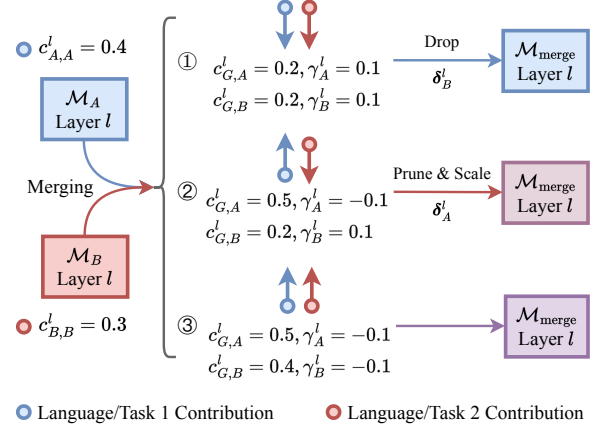 c^l_{A,A} = 0.4
M_A
Layer l
Merging
M_B
Layer l
c^l_{B,B} = 0.3
①
c^l_{G,A} = 0.2, γ^l_A = 0.1
c^l_{G,B} = 0.2, γ^l_B = 0.1
Drop
δ^l_B
M_merge
Layer l
②
c^l_{G,A} = 0.5, γ^l_A = −0.1
c^l_{G,B} = 0.2, γ^l_B = 0.1
Prune & Scale
δ^l_A
M_merge
Layer l
③
c^l_{G,A} = 0.5, γ^l_A = −0.1
c^l_{G,B} = 0.4, γ^l_B = −0.1
M_merge
Layer l
Language/Task 1 Contribution
Language/Task 2 Contribution